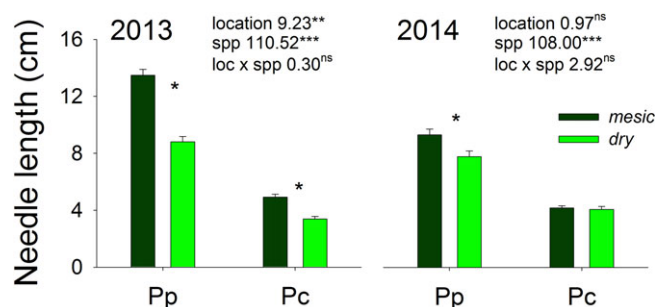 2013
location 9.23**
spp 110.52***
loc x spp 0.30ns
2014
location 0.97ns
spp 108.00***
loc x spp 2.92ns
Needle length (cm)
16
12
8
4
0
*
*
*
mesic
dry
Pp
Pc
Pp
Pc